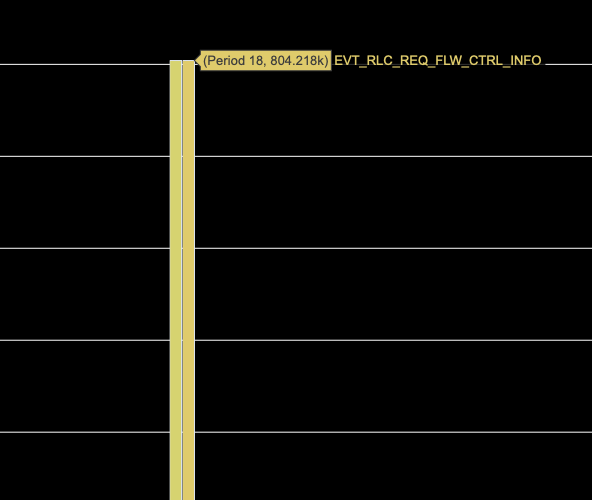 (Period 18, 804.218k) EVT_RLC_REQ_FLW_CTRL_INFO